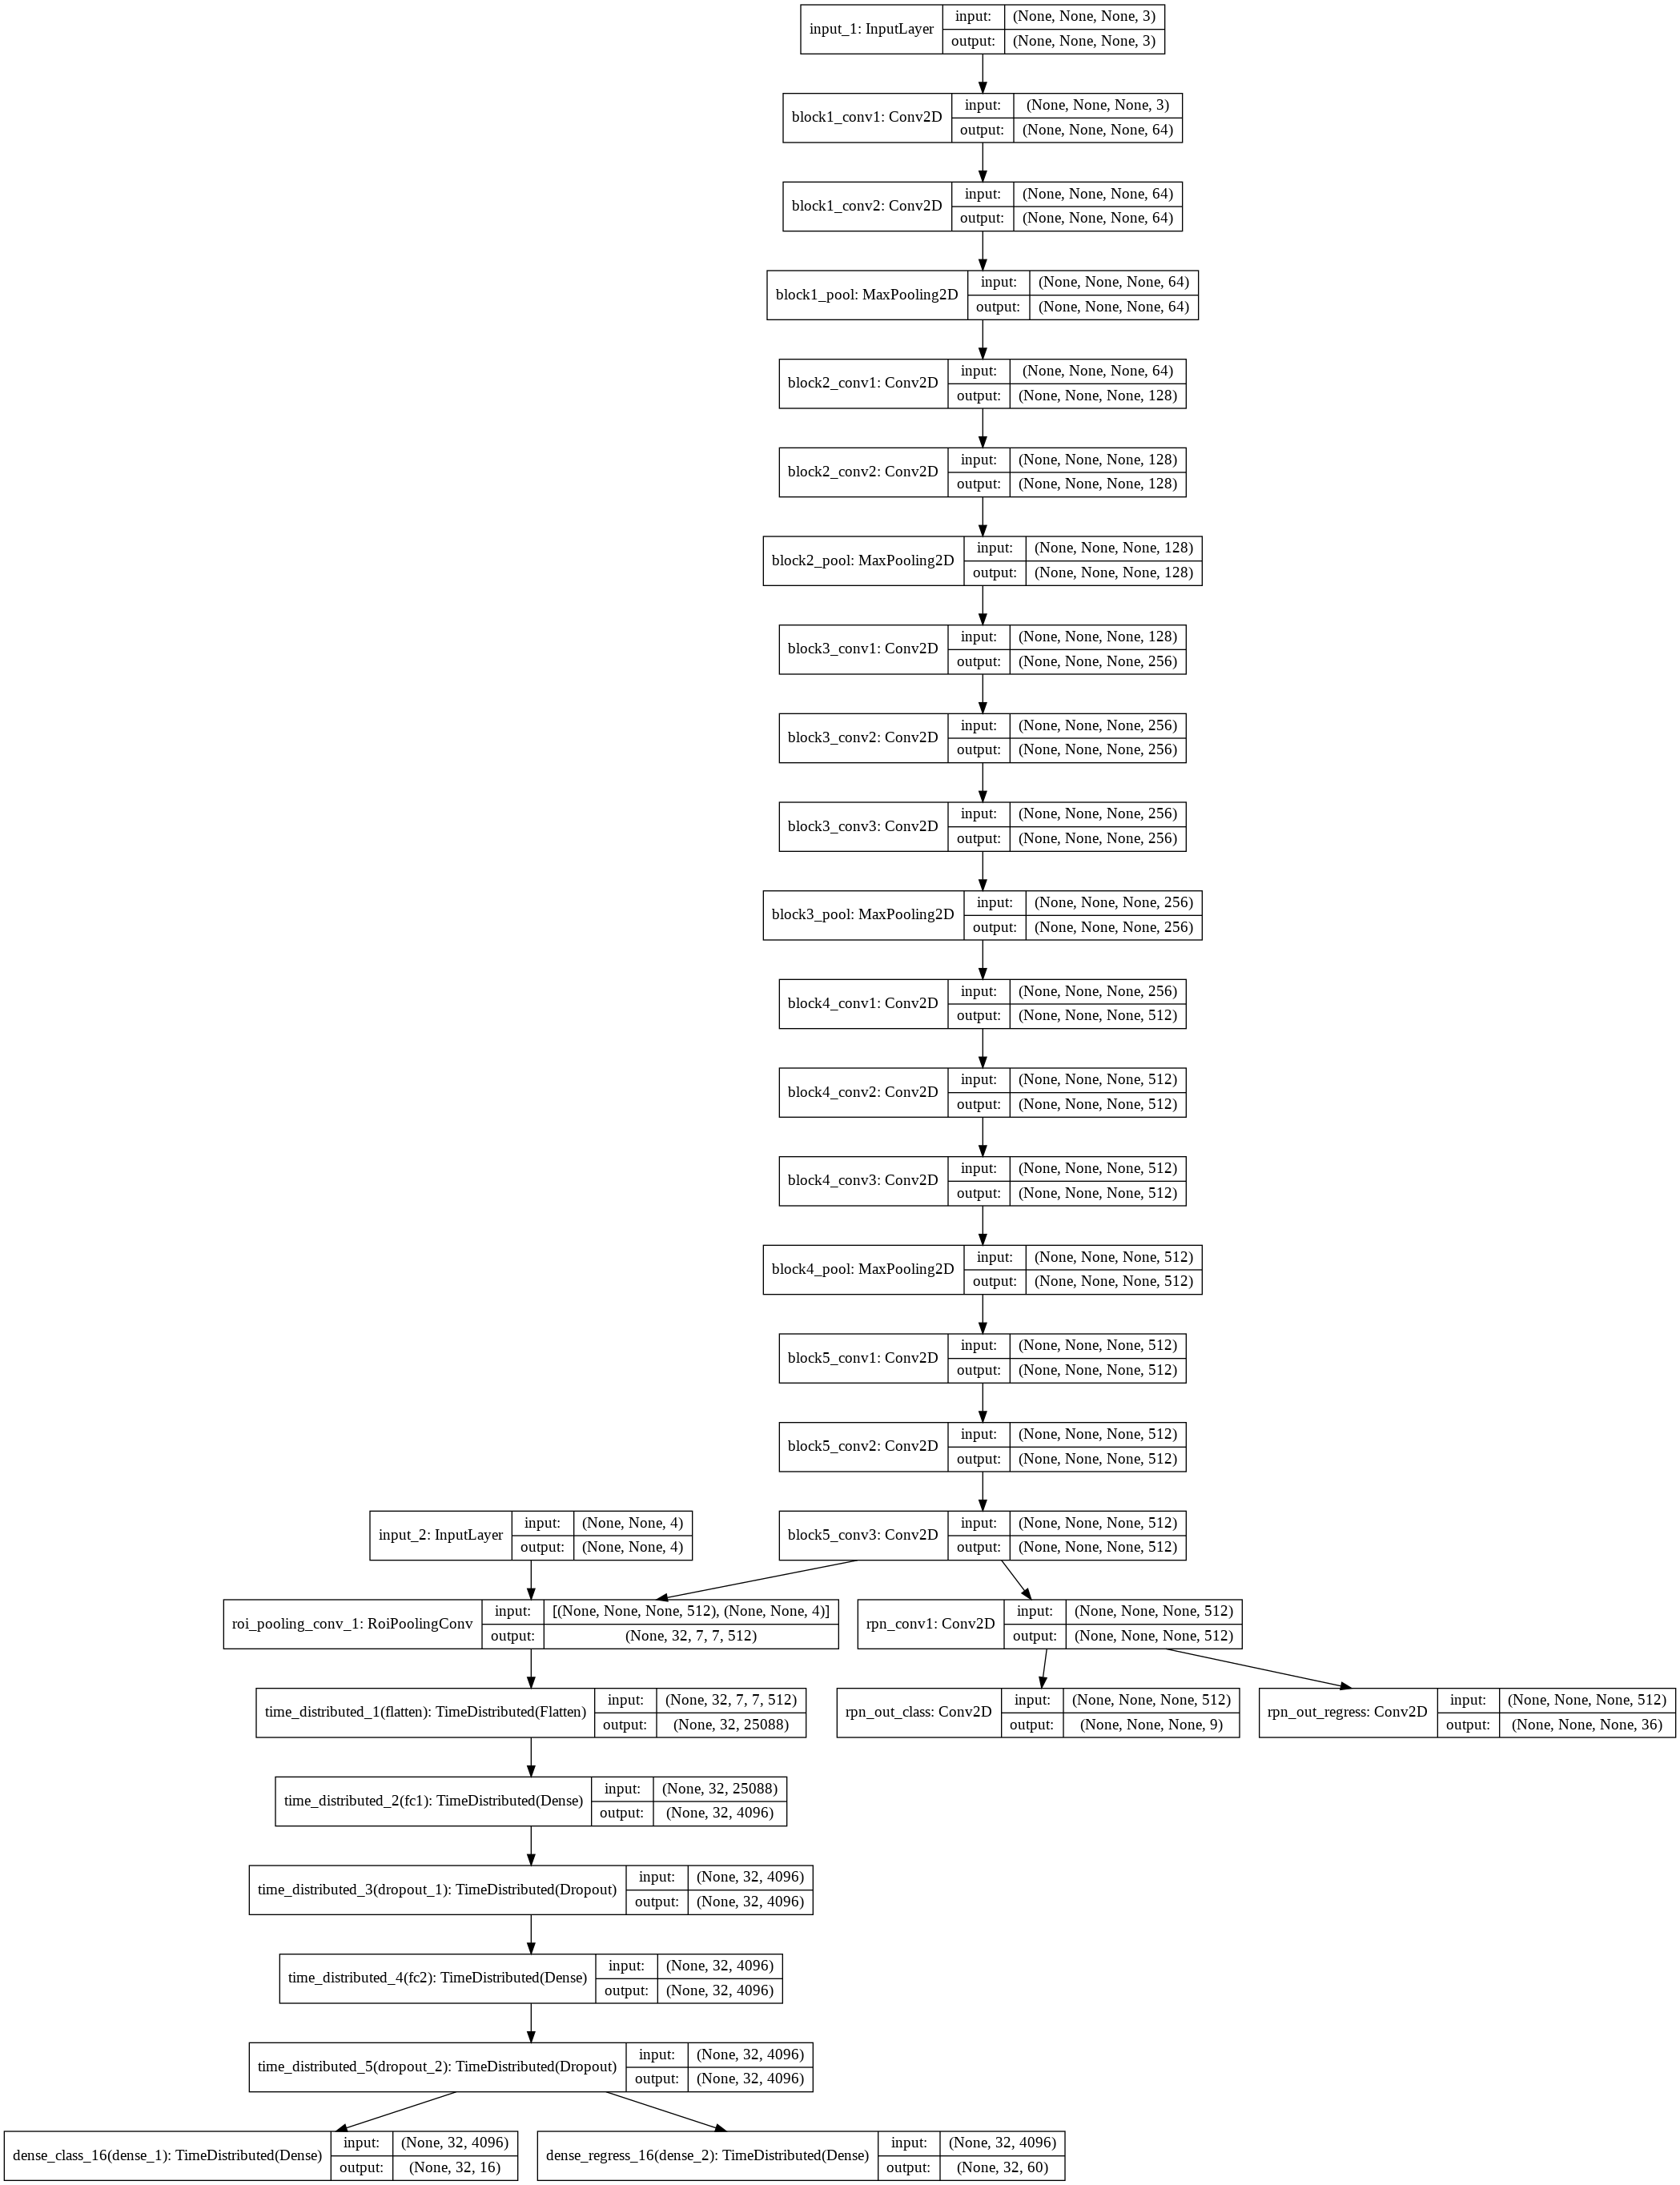 input_1: InputLayer
input: (None, None, None, 3)
output: (None, None, None, 3)
block1_conv1: Conv2D
input: (None, None, None, 3)
output: (None, None, None, 64)
block1_conv2: Conv2D
input: (None, None, None, 64)
output: (None, None, None, 64)
block1_pool: MaxPooling2D
input: (None, None, None, 64)
output: (None, None, None, 64)
block2_conv1: Conv2D
input: (None, None, None, 64)
output: (None, None, None, 128)
block2_conv2: Conv2D
input: (None, None, None, 128)
output: (None, None, None, 128)
block2_pool: MaxPooling2D
input: (None, None, None, 128)
output: (None, None, None, 128)
block3_conv1: Conv2D
input: (None, None, None, 128)
output: (None, None, None, 256)
block3_conv2: Conv2D
input: (None, None, None, 256)
output: (None, None, None, 256)
block3_conv3: Conv2D
input: (None, None, None, 256)
output: (None, None, None, 256)
block3_pool: MaxPooling2D
input: (None, None, None, 256)
output: (None, None, None, 256)
block4_conv1: Conv2D
input: (None, None, None, 256)
output: (None, None, None, 512)
block4_conv2: Conv2D
input: (None, None, None, 512)
output: (None, None, None, 512)
block4_conv3: Conv2D
input: (None, None, None, 512)
output: (None, None, None, 512)
block4_pool: MaxPooling2D
input: (None, None, None, 512)
output: (None, None, None, 512)
block5_conv1: Conv2D
input: (None, None, None, 512)
output: (None, None, None, 512)
block5_conv2: Conv2D
input: (None, None, None, 512)
output: (None, None, None, 512)
input_2: InputLayer
input: (None, None, 4)
output: (None, None, 4)
block5_conv3: Conv2D
input: (None, None, None, 512)
output: (None, None, None, 512)
roi_pooling_conv_1: RoiPoolingConv
input: [(None, None, None, 512), (None, None, 4)]
output: (None, 32, 7, 7, 512)
rpn_conv1: Conv2D
input: (None, None, None, 512)
output: (None, None, None, 512)
time_distributed_1(flatten): TimeDistributed(Flatten)
input: (None, 32, 7, 7, 512)
output: (None, 32, 25088)
rpn_out_class: Conv2D
input: (None, None, None, 512)
output: (None, None, None, 9)
rpn_out_regress: Conv2D
input: (None, None, None, 512)
output: (None, None, None, 36)
time_distributed_2(fc1): TimeDistributed(Dense)
input: (None, 32, 25088)
output: (None, 32, 4096)
time_distributed_3(dropout_1): TimeDistributed(Dropout)
input: (None, 32, 4096)
output: (None, 32, 4096)
time_distributed_4(fc2): TimeDistributed(Dense)
input: (None, 32, 4096)
output: (None, 32, 4096)
time_distributed_5(dropout_2): TimeDistributed(Dropout)
input: (None, 32, 4096)
output: (None, 32, 4096)
dense_class_16(dense_1): TimeDistributed(Dense)
input: (None, 32, 4096)
output: (None, 32, 16)
dense_regress_16(dense_2): TimeDistributed(Dense)
input: (None, 32, 4096)
output: (None, 32, 60)